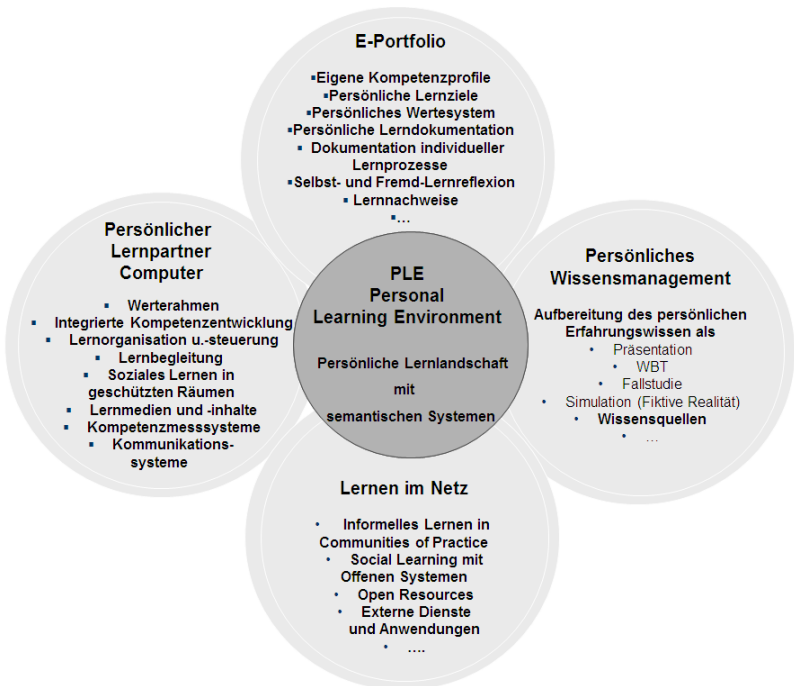 E-Portfolio
▪Eigene Kompetenzprofile
▪Persönliche Lernziele
▪Persönliches Wertesystem
▪Persönliche Lerndokumentation
▪ Dokumentation individueller
Lernprozesse
▪Selbst- und Fremd-Lernreflexion
▪ Lernnachweise
▪...
Persönlicher
Lernpartner
Computer
▪ Werterahmen
▪ Integrierte Kompetenzentwicklung
▪ Lernorganisation u.-steuerung
▪ Lernbegleitung
▪ Soziales Lernen in
geschützten Räumen
▪ Lernmedien und -inhalte
▪ Kompetenzmesssysteme
▪ Kommunikations-
systeme
PLE
Personal
Learning Environment
Persönliche Lernlandschaft
mit
semantischen Systemen
Persönliches
Wissensmanagement
Aufbereitung des persönlichen
Erfahrungswissen als
• Präsentation
• WBT
• Fallstudie
• Simulation (Fiktive Realität)
• Wissensquellen
• ...
Lernen im Netz
• Informelles Lernen in
Communities of Practice
• Social Learning mit
Offenen Systemen
• Open Resources
• Externe Dienste
und Anwendungen
• ....